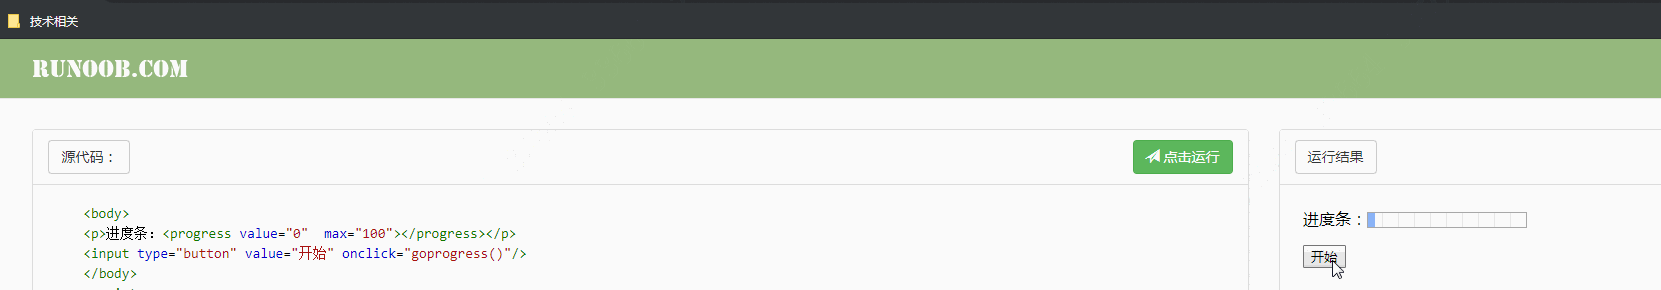 技术相关
RUNOOB.COM
源代码：
点击运行
<body>
<p>进度条：<progress value="0"  max="100"></progress></p>
<input type="button" value="开始" onclick="goprogress()"/>
</body>
运行结果
进度条：
开始